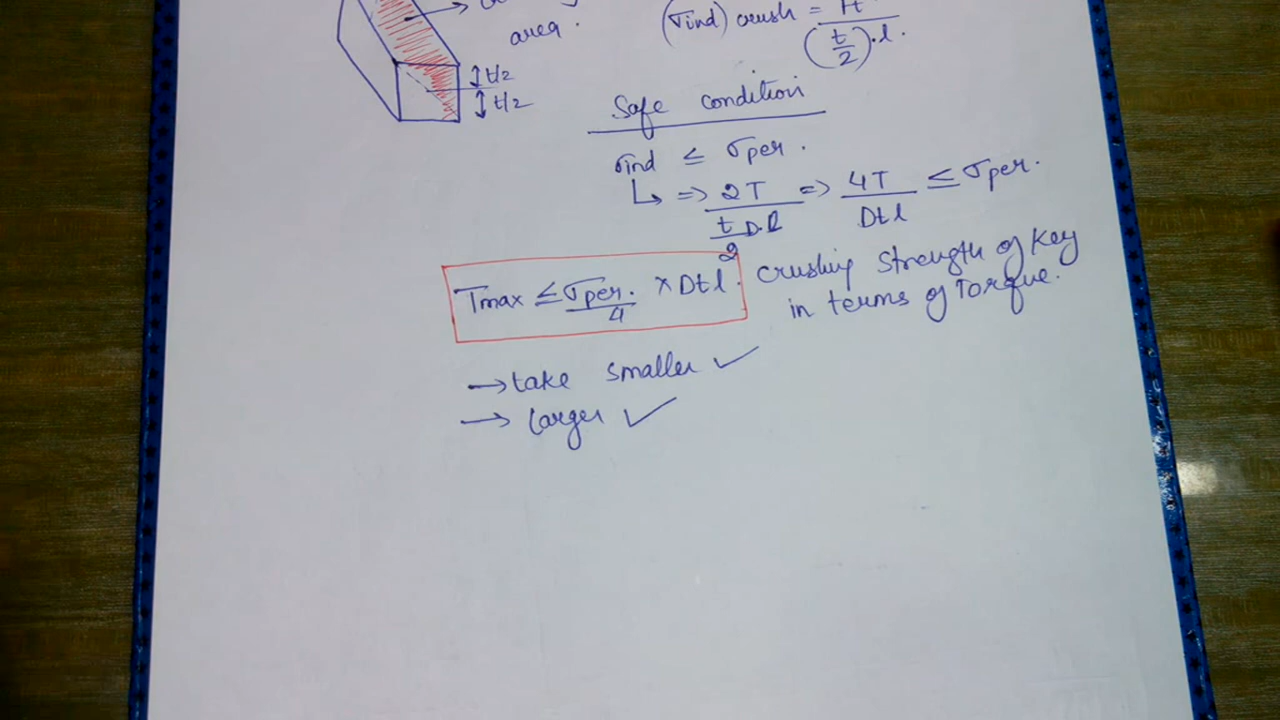 area.
(σind) crush = Pt / (t/2).l.
t/2
t/2
Safe condition
σind ≤ σper.
↳ => 2T / t/2 D.l => 4T / Dtl ≤ σper.
Tmax ≤ σper. / 4 × Dtl. crushing strength of key
in terms of Torque.
→ take smaller ✓
→ larger ✓